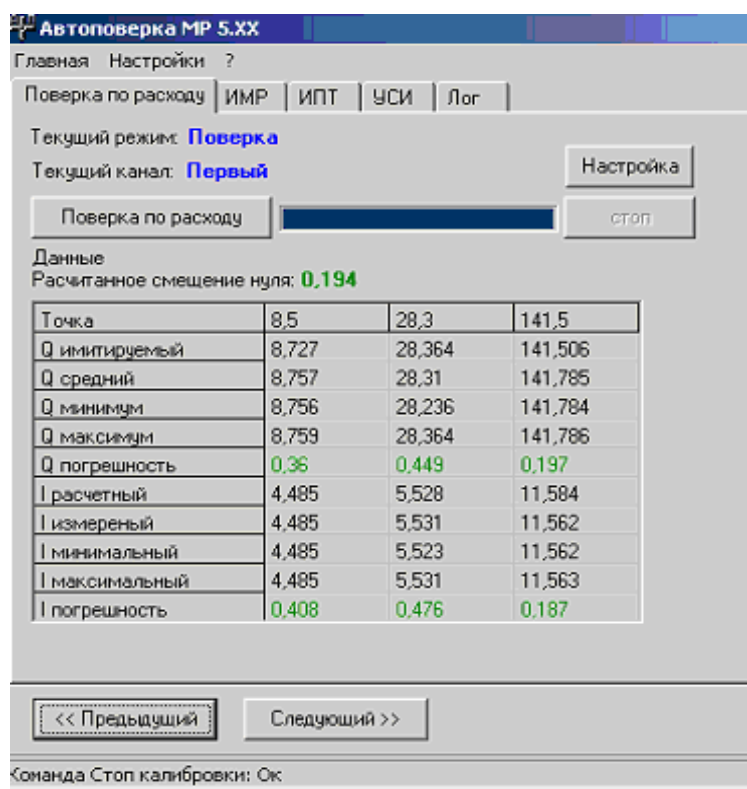 Автоповерка МР 5.XX
Главная Настройки ?
Поверка по расходу ИМР ИПТ УСИ Лог
Текущий режим: Поверка
Текущий канал: Первый
Настройка
Поверка по расходу стоп
Данные
Расчитанное смещение нуля: 0,194
Точка 8,5 28,3 141,5
Q имитируемый 8,727 28,364 141,506
Q средний 8,757 28,31 141,785
Q минимум 8,756 28,236 141,784
Q максимум 8,759 28,364 141,786
Q погрешность 0,36 0,449 0,197
I расчетный 4,485 5,528 11,584
I измереный 4,485 5,531 11,562
I минимальный 4,485 5,523 11,562
I максимальный 4,485 5,531 11,563
I погрешность 0,408 0,476 0,187
<< Предыдущий Следующий >>
Команда Стоп калибровки: Ок